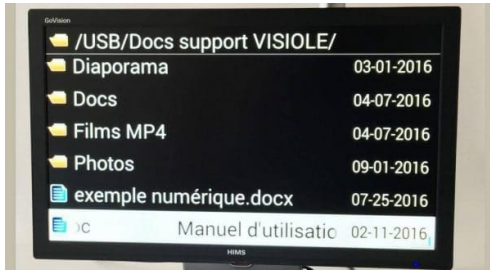 GoVision
/USB/Docs support VISIOLE/
Diaporama 03-01-2016
Docs 04-07-2016
Films MP4 04-07-2016
Photos 09-01-2016
exemple numérique.docx 07-25-2016
Manuel d'utilisatio 02-11-2016
HIMS